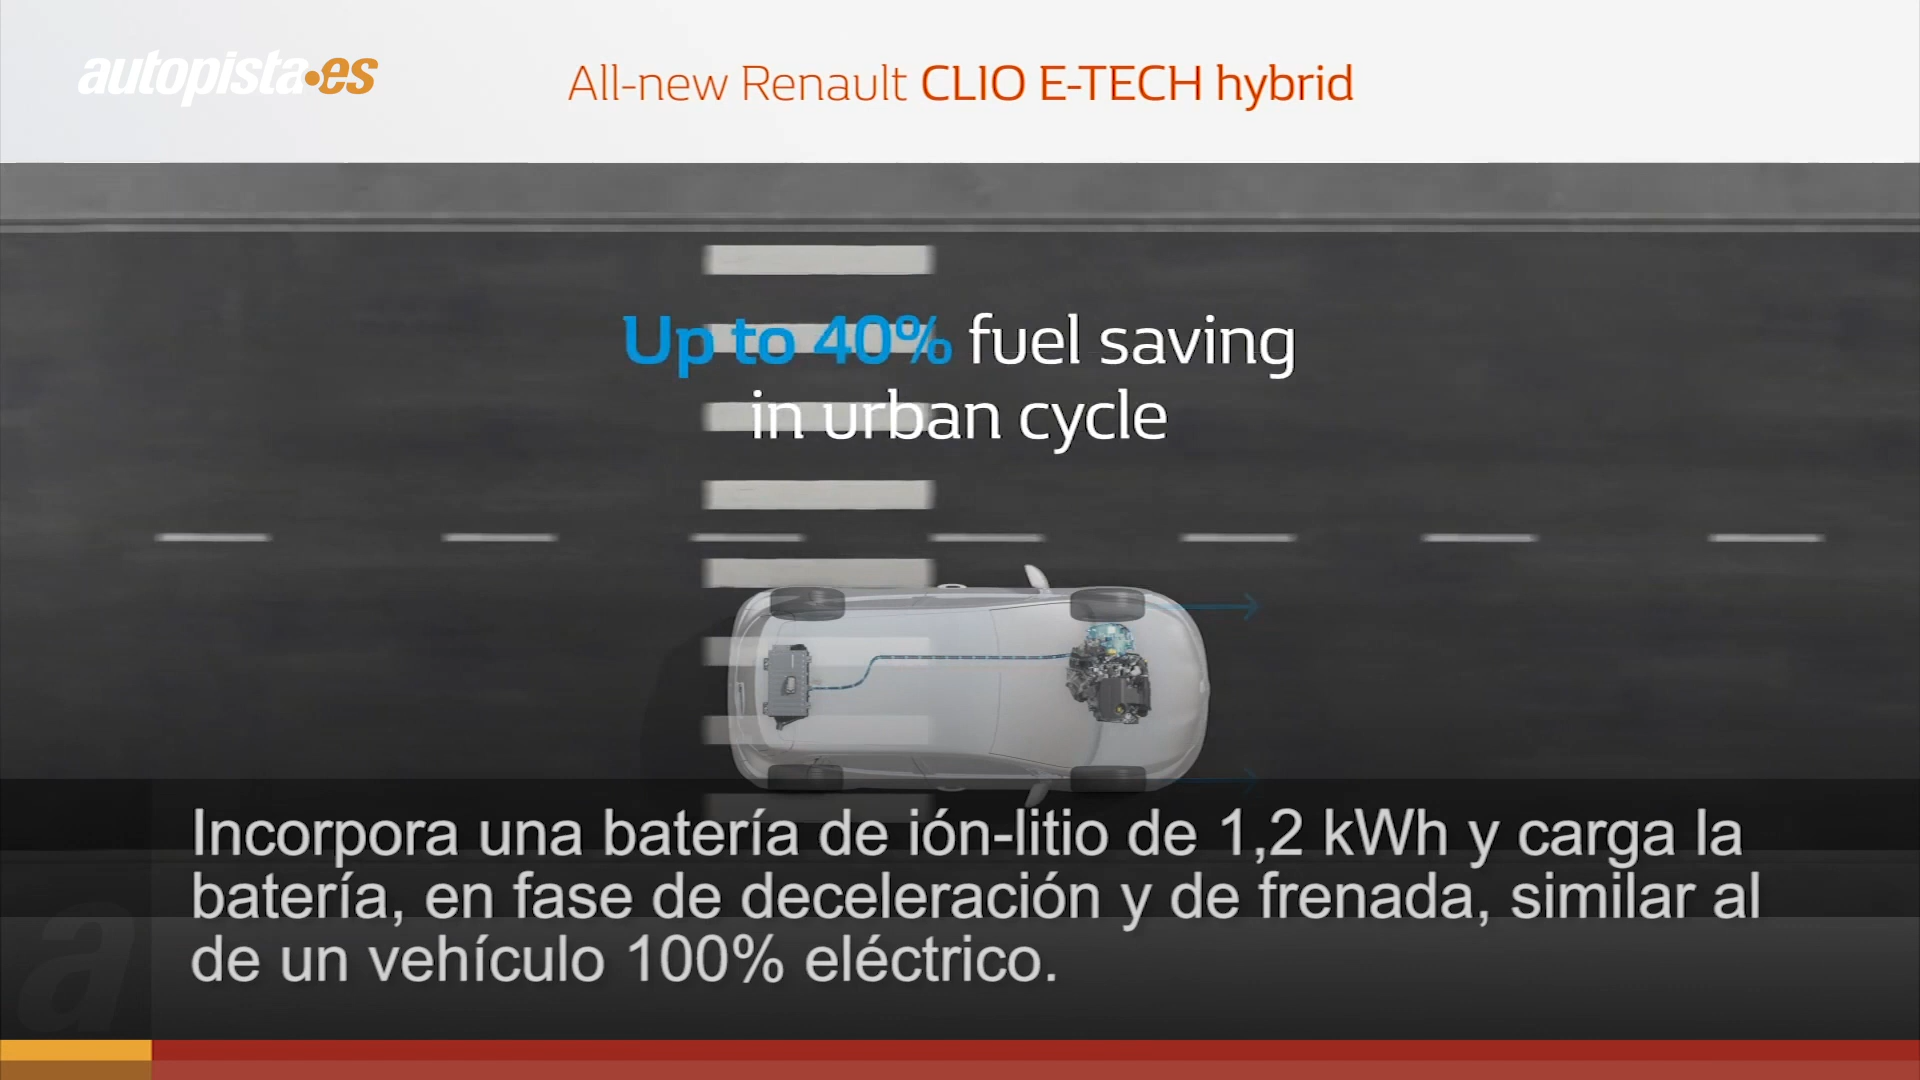 autopista.es
All-new Renault CLIO E-TECH hybrid
Up to 40% fuel saving
in urban cycle
Incorpora una batería de ión-litio de 1,2 kWh y carga la
batería, en fase de deceleración y de frenada, similar al
de un vehículo 100% eléctrico.
a